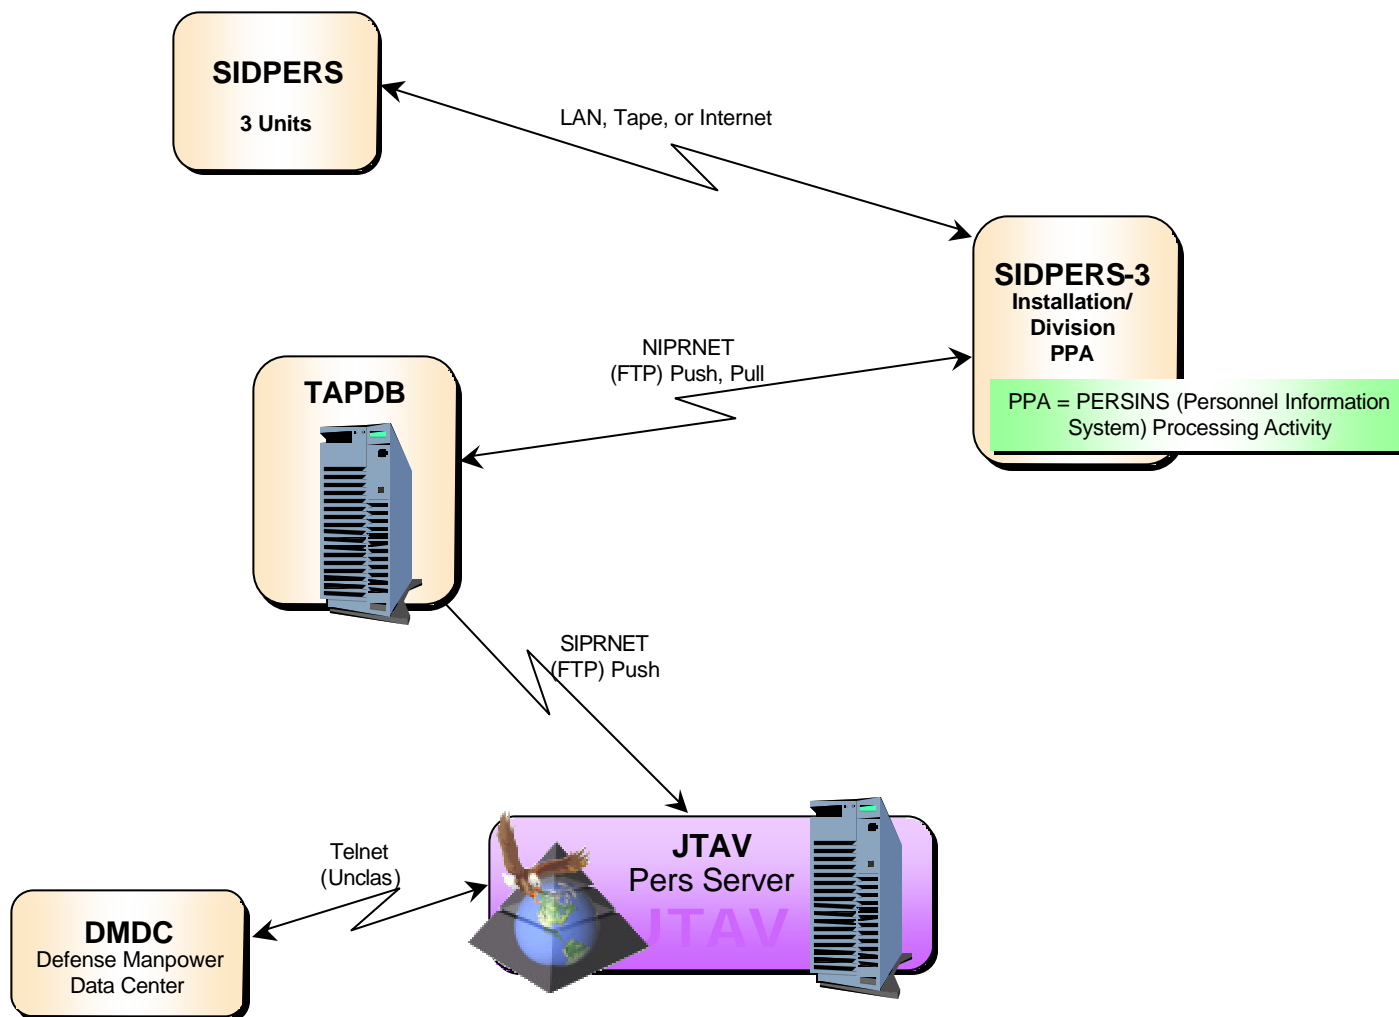 SIDPERS
3 Units
LAN, Tape, or Internet
SIDPERS-3
Installation/
Division
PPA
PPA = PERSINS (Personnel Information
System) Processing Activity
NIPRNET
(FTP) Push, Pull
TAPDB
SIPRNET
(FTP) Push
JTAV
Pers Server
JTAV
Telnet
(Unclas)
DMDC
Defense Manpower
Data Center